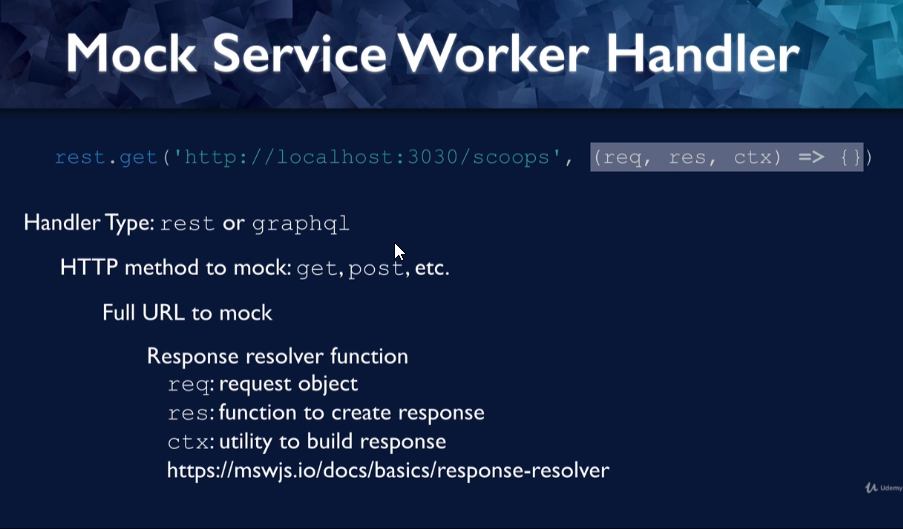 Mock Service Worker Handler
rest.get('http://localhost:3030/scoops', (req, res, ctx) => {})
Handler Type: rest or graphql
HTTP method to mock: get, post, etc.
Full URL to mock
Response resolver function
req: request object
res: function to create response
ctx: utility to build response
https://mswjs.io/docs/basics/response-resolver
Udemy